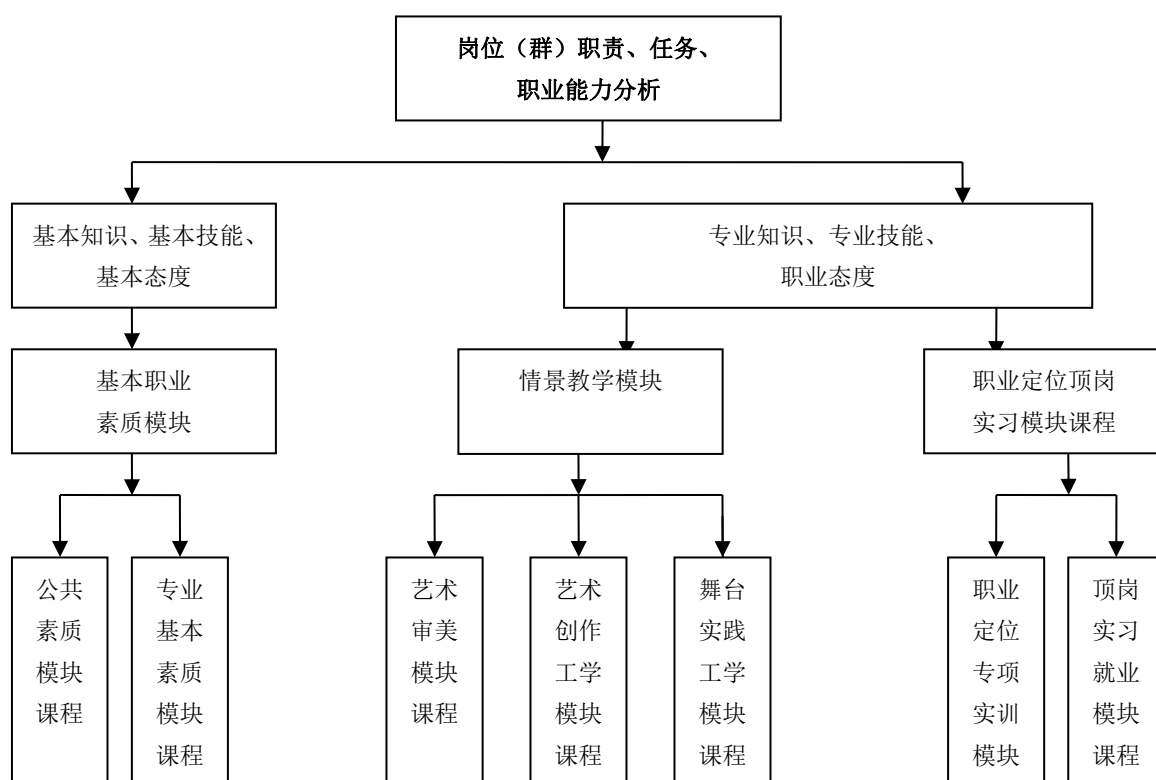 岗位（群）职责、任务、
职业能力分析
基本知识、基本技能、
基本态度
专业知识、专业技能、
职业态度
基本职业
素质模块
情景教学模块
职业定位顶岗
实习模块课程
公共
素质
模块
课程
专业
基本
素质
模块
课程
艺术
审美
模块
课程
艺术
创作
工学
模块
课程
舞台
实践
工学
模块
课程
职业
定位
专项
实训
模块
顶岗
实习
就业
模块
课程